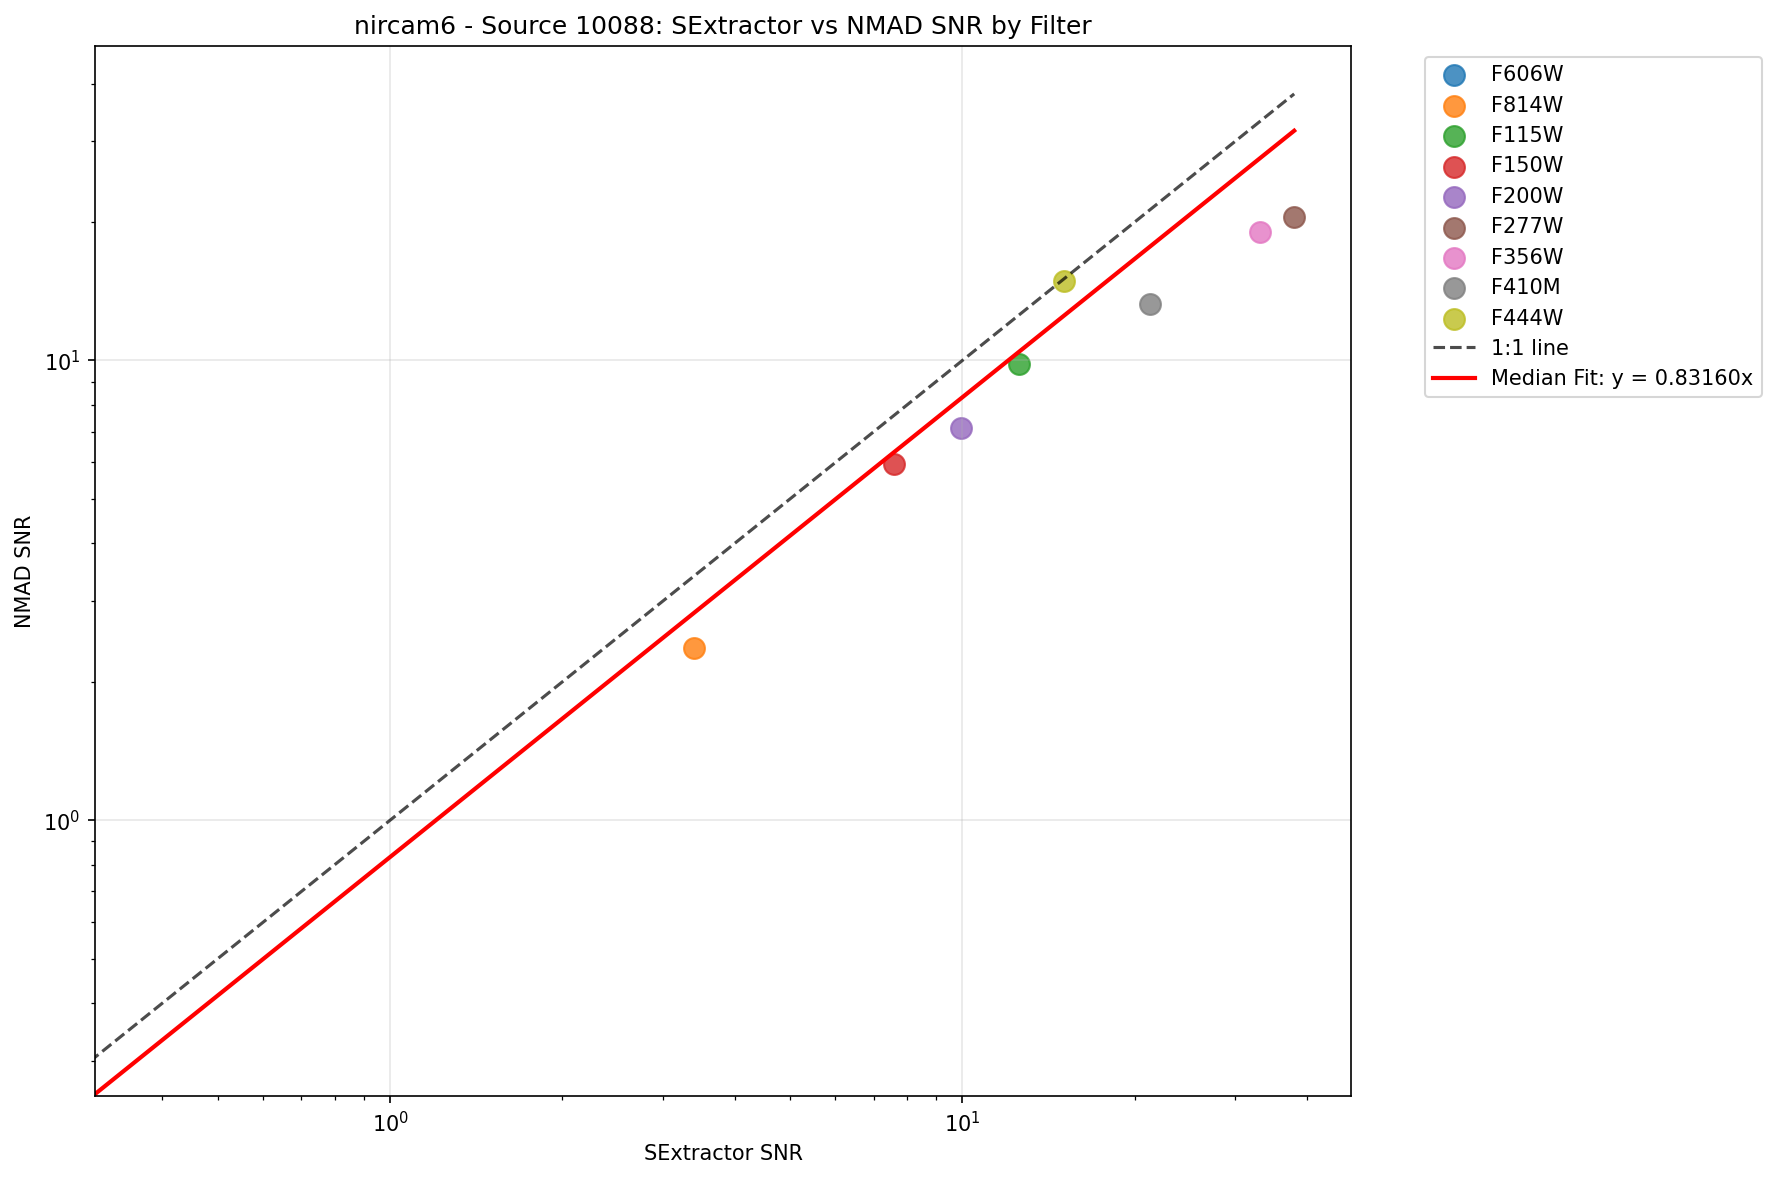 nircam6 - Source 10088: SExtractor vs NMAD SNR by Filter
F606W
F814W
F115W
F150W
F200W
F277W
F356W
F410M
F444W
1:1 line
Median Fit: y = 0.83160x
NMAD SNR
10¹
10⁰
10⁰
10¹
SExtractor SNR